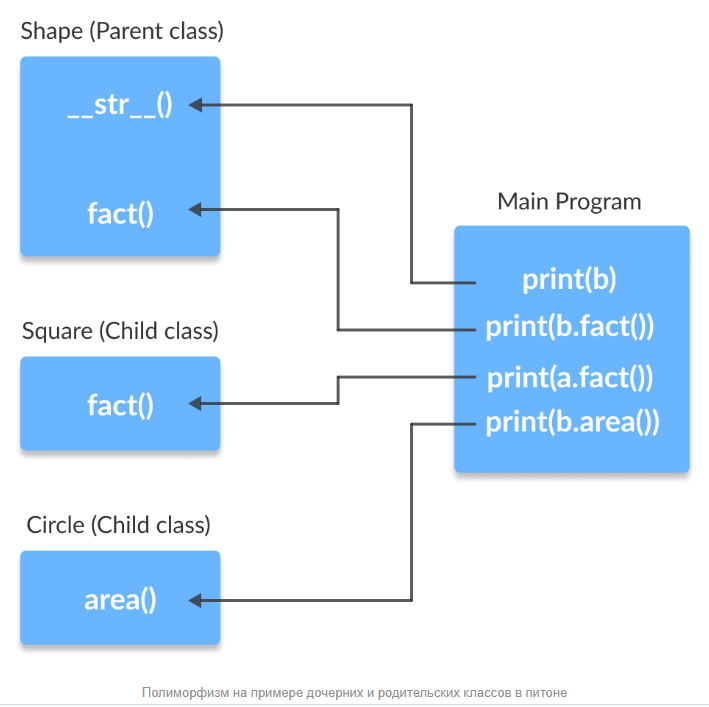 Shape (Parent class)
__str__()
fact()
Main Program
print(b)
print(b.fact())
print(a.fact())
print(b.area())
Square (Child class)
fact()
Circle (Child class)
area()
Полиморфизм на примере дочерних и родительских классов в питоне